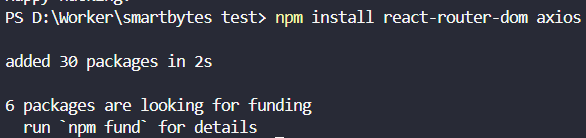 PS D:\Worker\smartbytes test> npm install react-router-dom axios
added 30 packages in 2s
6 packages are looking for funding
run `npm fund` for details